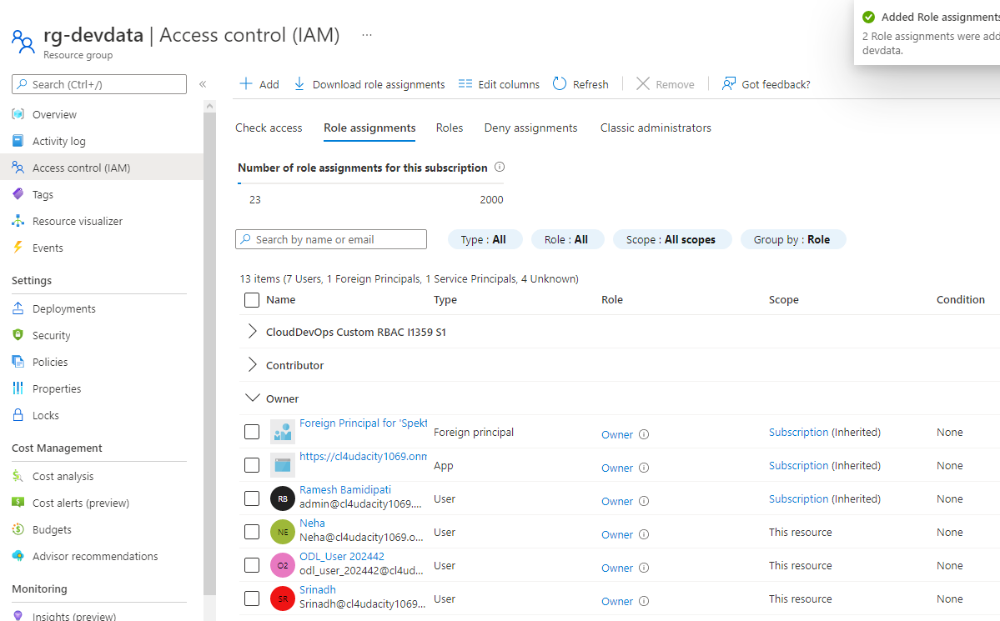 rg-devdata | Access control (IAM) ...
Resource group
Added Role assignments
2 Role assignments were add
devdata.
Search (Ctrl+/)
«
Overview
Activity log
Access control (IAM)
Tags
Resource visualizer
Events
Settings
Deployments
Security
Policies
Properties
Locks
Cost Management
Cost analysis
Cost alerts (preview)
Budgets
Advisor recommendations
Monitoring
Insights (preview)
Add Download role assignments Edit columns Refresh Remove Got feedback?
Check access Role assignments Roles Deny assignments Classic administrators
Number of role assignments for this subscription
23 2000
Search by name or email Type : All Role : All Scope : All scopes Group by : Role
13 items (7 Users, 1 Foreign Principals, 1 Service Principals, 4 Unknown)
Name Type Role Scope Condition
CloudDevOps Custom RBAC I1359 S1
Contributor
Owner
Foreign Principal for 'Spekt Foreign principal Owner Subscription (Inherited) None
https://cl4udacity1069.onm App Owner Subscription (Inherited) None
RB Ramesh Bamidipati
admin@cl4udacity1069.... User Owner Subscription (Inherited) None
NE Neha
Neha@cl4udacity1069.o... User Owner This resource None
O2 ODL_User 202442
odl_user_202442@cl4ud... User Owner This resource None
SR Srinadh
Srinadh@cl4udacity1069... User Owner This resource None